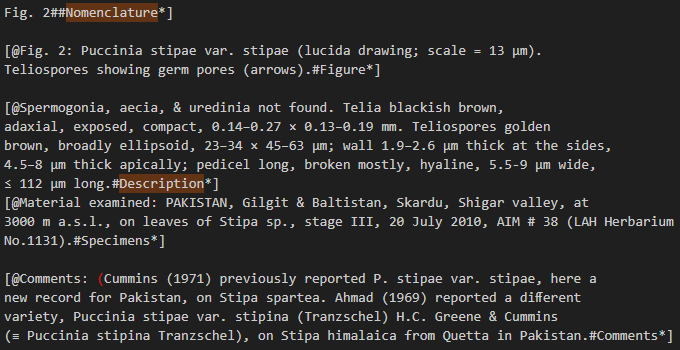 Fig. 2##Nomenclature*]
[@Fig. 2: Puccinia stipae var. stipae (lucida drawing; scale = 13 µm).
Teliospores showing germ pores (arrows).#Figure*]
[@Spermogonia, aecia, & uredinia not found. Telia blackish brown,
adaxial, exposed, compact, 0.14–0.27 × 0.13–0.19 mm. Teliospores golden
brown, broadly ellipsoid, 23–34 × 45–63 µm; wall 1.9–2.6 µm thick at the sides,
4.5–8 µm thick apically; pedicel long, broken mostly, hyaline, 5.5-9 µm wide,
≤ 112 µm long.#Description*]
[@Material examined: PAKISTAN, Gilgit & Baltistan, Skardu, Shigar valley, at
3000 m a.s.l., on leaves of Stipa sp., stage III, 20 July 2010, AIM # 38 (LAH Herbarium
No.1131).#Specimens*]
[@Comments: (Cummins (1971) previously reported P. stipae var. stipae, here a
new record for Pakistan, on Stipa spartea. Ahmad (1969) reported a different
variety, Puccinia stipae var. stipina (Tranzschel) H.C. Greene & Cummins
(≡ Puccinia stipina Tranzschel), on Stipa himalaica from Quetta in Pakistan.#Comments*]